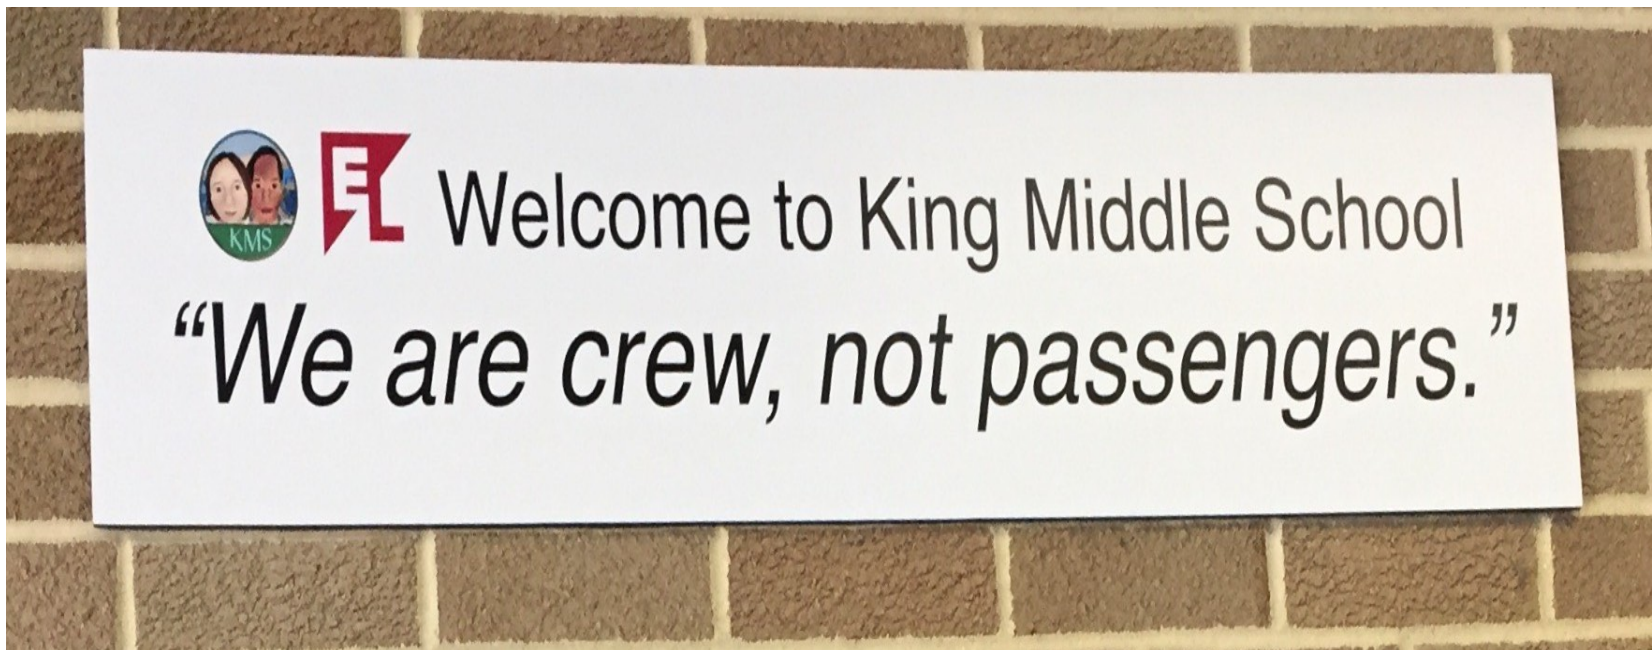 KMS EL Welcome to King Middle School
“We are crew, not passengers.”